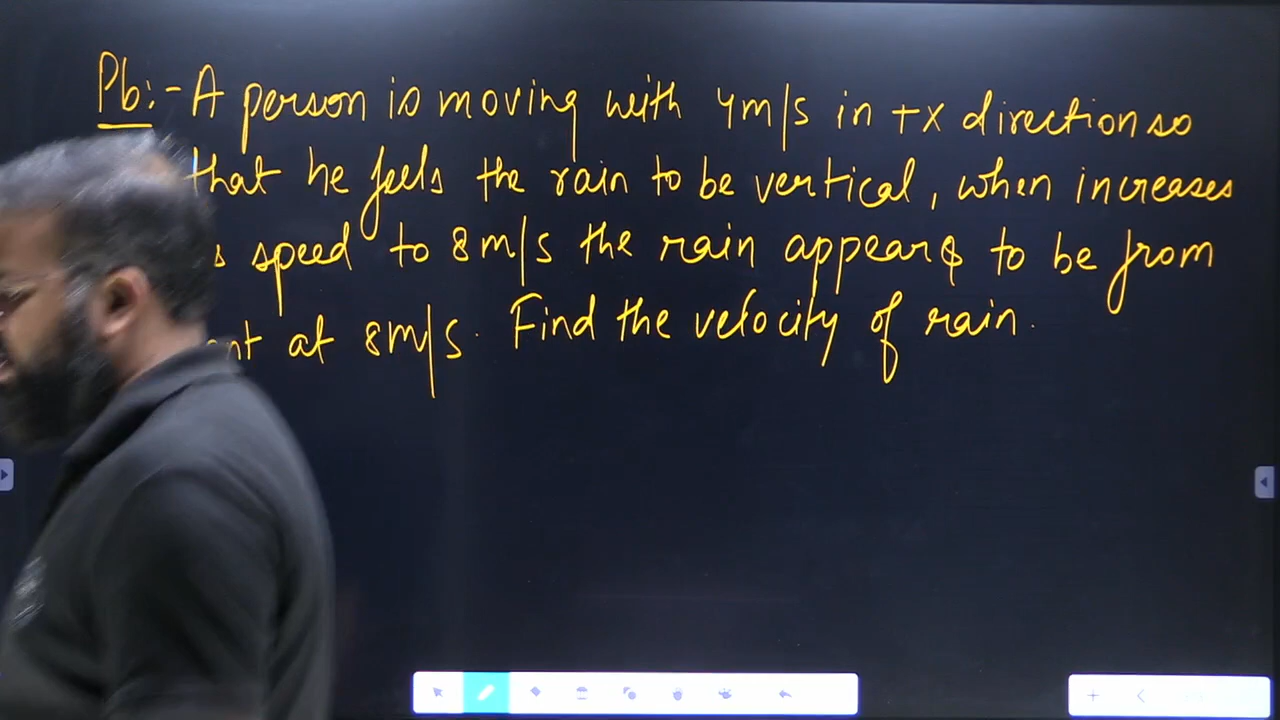 Pb:- A person is moving with 4m/s in +x direction so
that he feels the rain to be vertical, when increases
speed to 8m/s the rain appears to be from
at 8m/s. Find the velocity of rain.